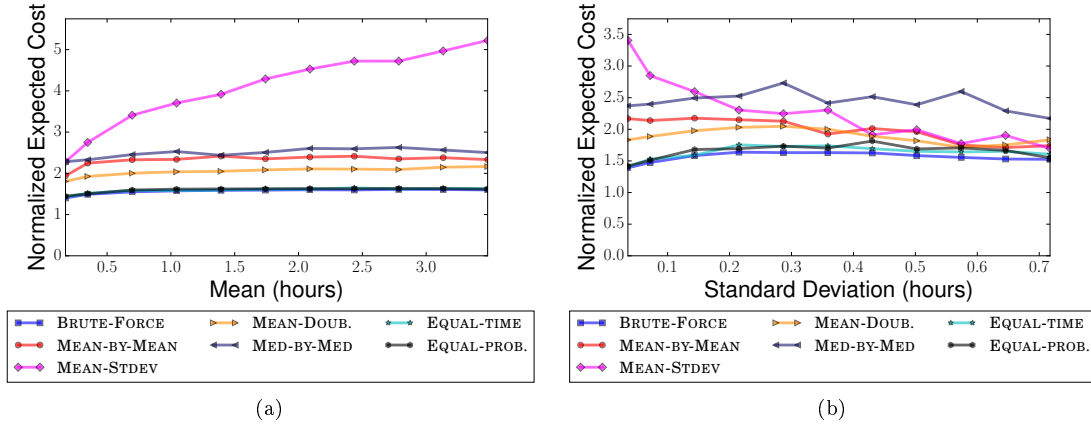 Normalized Expected Cost
5
4
3
2
1
0
0.5 1.0 1.5 2.0 2.5 3.0
Mean (hours)
Brute-Force Mean-Doub. Equal-time
Mean-by-Mean Med-by-Med Equal-prob.
Mean-Stdev
(a)
Normalized Expected Cost
3.5
3.0
2.5
2.0
1.5
1.0
0.5
0.0
0.1 0.2 0.3 0.4 0.5 0.6 0.7
Standard Deviation (hours)
Brute-Force Mean-Doub. Equal-time
Mean-by-Mean Med-by-Med Equal-prob.
Mean-Stdev
(b)